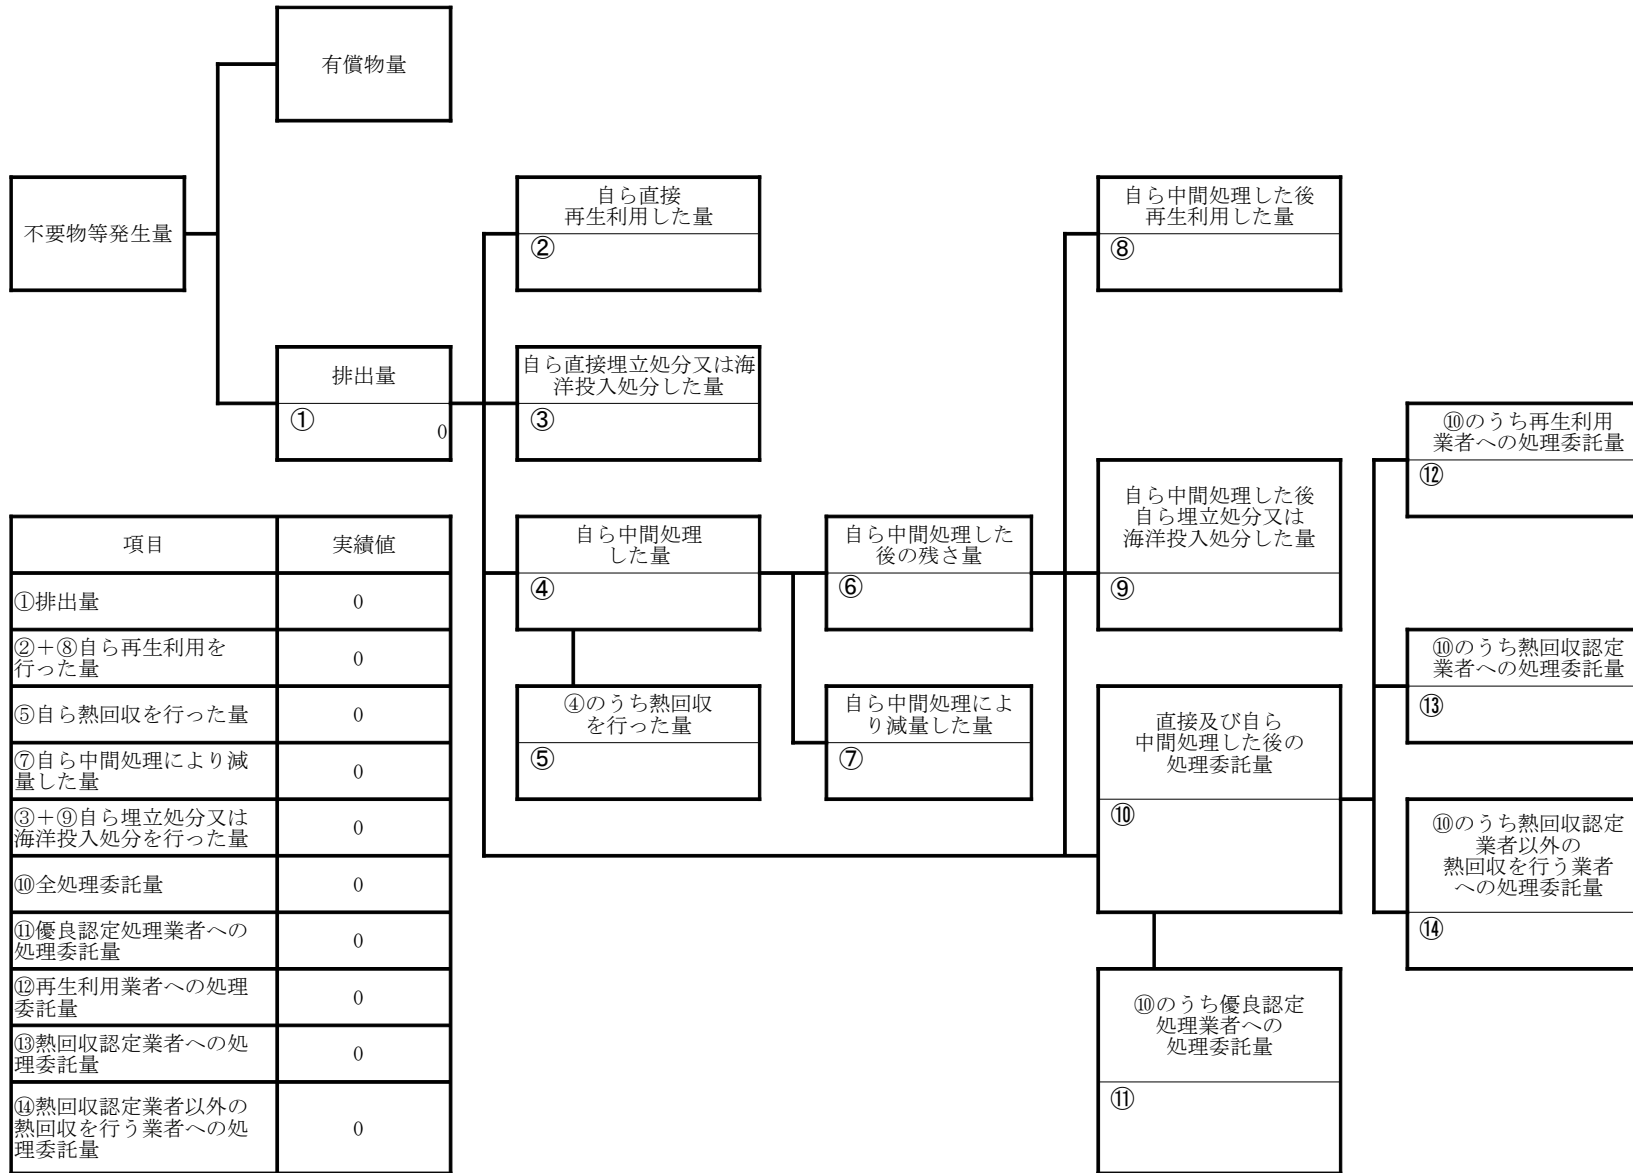 有償物量
不要物等発生量
自ら直接
再生利用した量
②
自ら中間処理した後
再生利用した量
⑧
排出量
①
0
自ら直接埋立処分又は海
洋投入処分した量
③
⑩のうち再生利用
業者への処理委託量
⑫
自ら中間処理した後
自ら埋立処分又は
海洋投入処分した量
⑨
自ら中間処理
した量
④
自ら中間処理した
後の残さ量
⑥
⑩のうち熱回収認定
業者への処理委託量
⑬
④のうち熱回収
を行った量
⑤
自ら中間処理によ
り減量した量
⑦
直接及び自ら
中間処理した後の
処理委託量
⑩
⑩のうち熱回収認定
業者以外の
熱回収を行う業者
への処理委託量
⑭
⑩のうち優良認定
処理業者への
処理委託量
⑪
項目 実績値
①排出量 0
②＋⑧自ら再生利用を
行った量 0
⑤自ら熱回収を行った量 0
⑦自ら中間処理により減
量した量 0
③＋⑨自ら埋立処分又は
海洋投入処分を行った量 0
⑩全処理委託量 0
⑪優良認定処理業者への
処理委託量 0
⑫再生利用業者への処理
委託量 0
⑬熱回収認定業者への処
理委託量 0
⑭熱回収認定業者以外の
熱回収を行う業者への処
理委託量 0